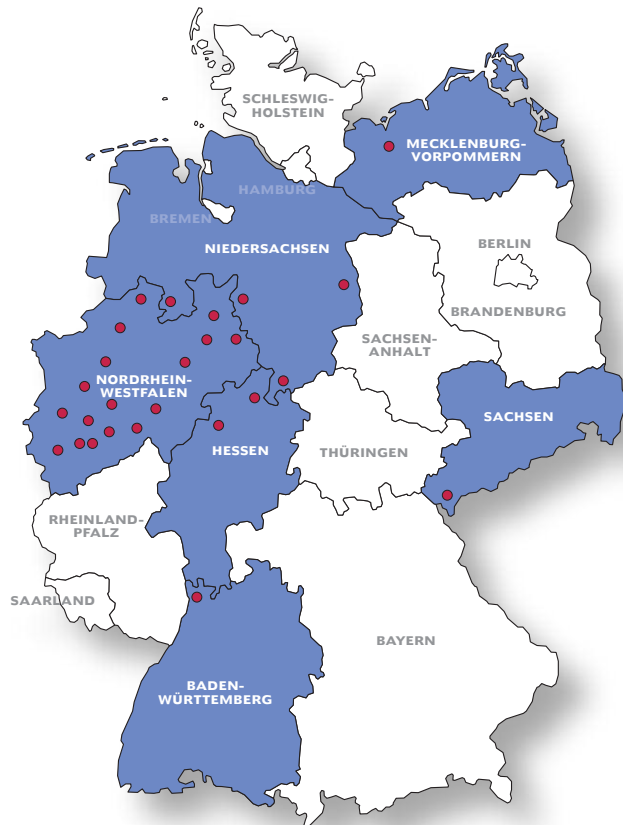 SCHLESWIG-
HOLSTEIN
MECKLENBURG-
VORPOMMERN
HAMBURG
BREMEN
NIEDERSACHSEN
BERLIN
BRANDENBURG
SACHSEN-
ANHALT
NORDRHEIN-
WESTFALEN
SACHSEN
HESSEN
THÜRINGEN
RHEINLAND-
PFALZ
SAARLAND
BAYERN
BADEN-
WÜRTTEMBERG